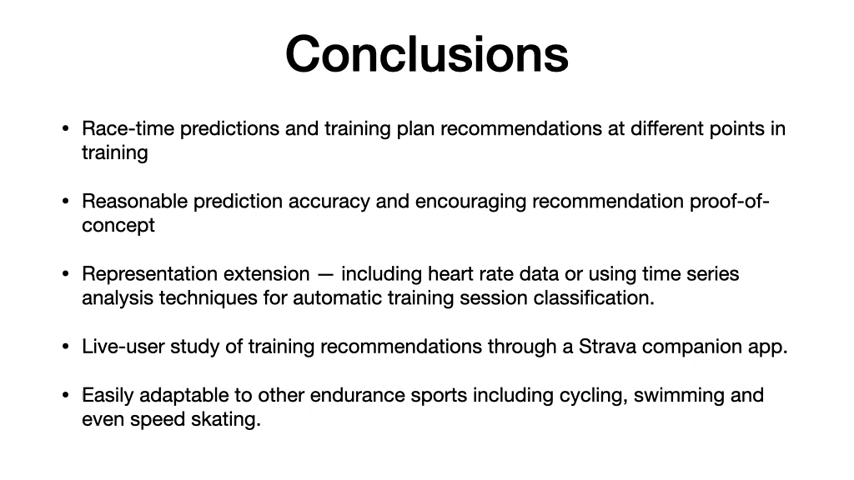 Conclusions
• Race-time predictions and training plan recommendations at different points in
training
• Reasonable prediction accuracy and encouraging recommendation proof-of-
concept
• Representation extension — including heart rate data or using time series
analysis techniques for automatic training session classification.
• Live-user study of training recommendations through a Strava companion app.
• Easily adaptable to other endurance sports including cycling, swimming and
even speed skating.